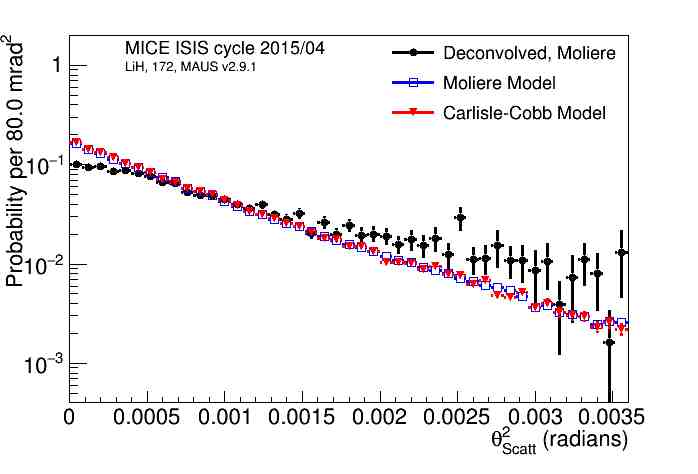 MICE ISIS cycle 2015/04
LiH, 172, MAUS v2.9.1
Deconvolved, Moliere
Moliere Model
Carlisle-Cobb Model
Probability per 80.0 mrad²
1
10⁻¹
10⁻²
10⁻³
0 0.0005 0.001 0.0015 0.002 0.0025 0.003 0.0035
θ²Scatt (radians)